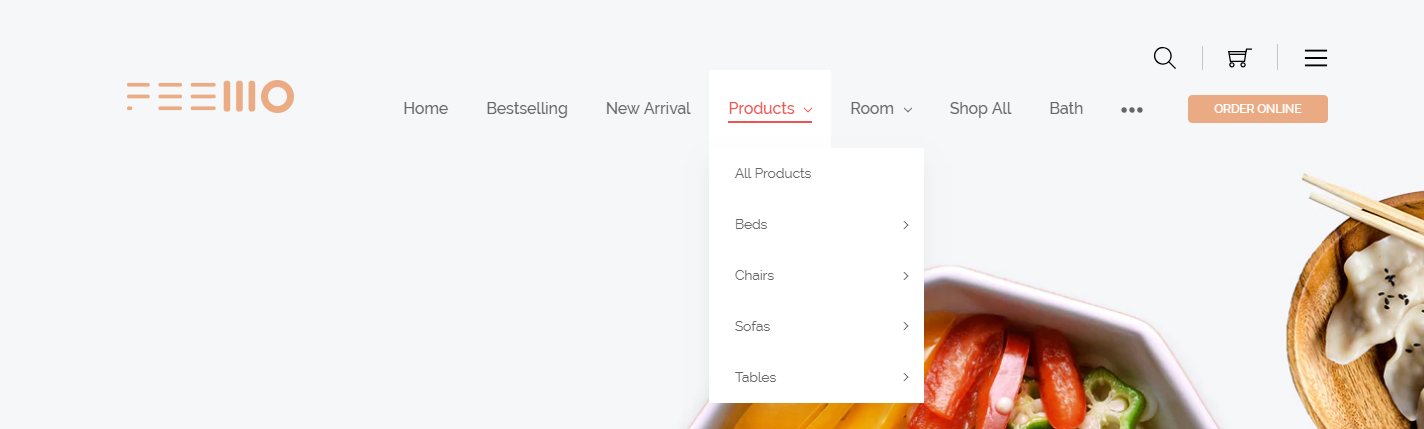 FEEMO
Home Bestselling New Arrival Products Room Shop All Bath ••• ORDER ONLINE
All Products
Beds
Chairs
Sofas
Tables